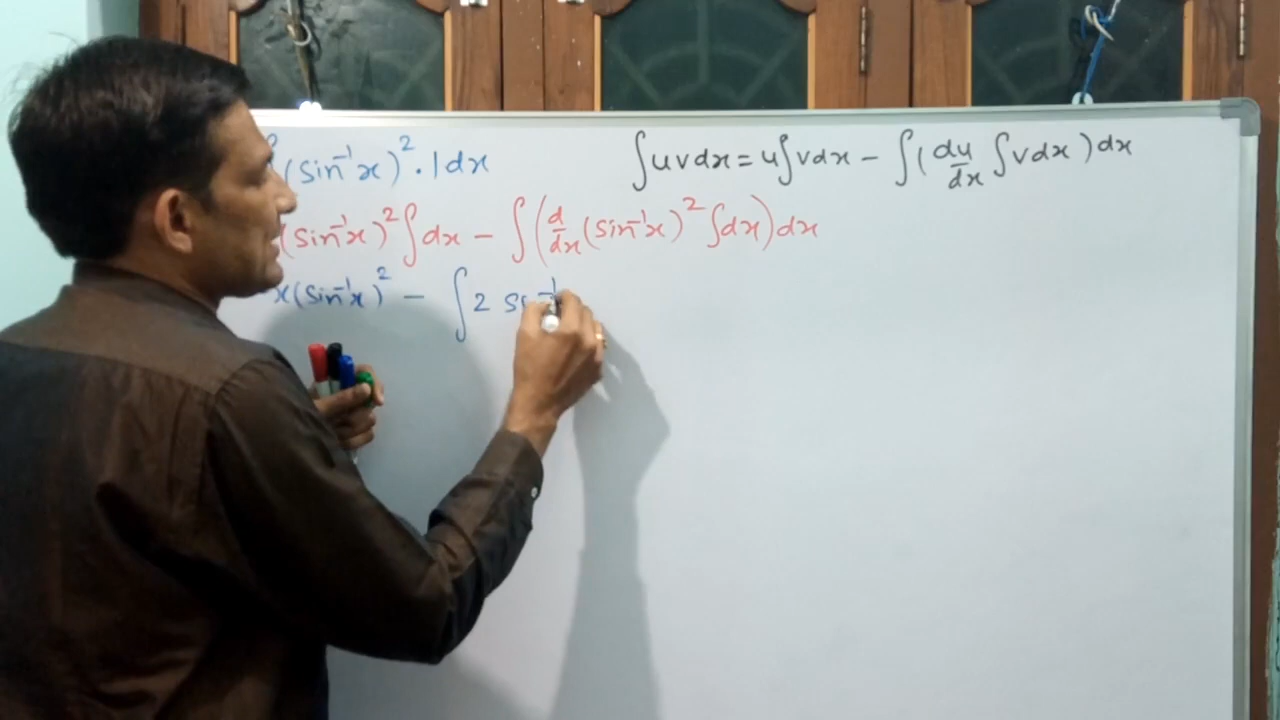 ∫(sin⁻¹x)².1dx
∫uvdx = u∫vdx − ∫(du/dx ∫vdx)dx
(sin⁻¹x)²∫dx − ∫(d/dx(sin⁻¹x)²∫dx)dx
x(sin⁻¹x)² − ∫2